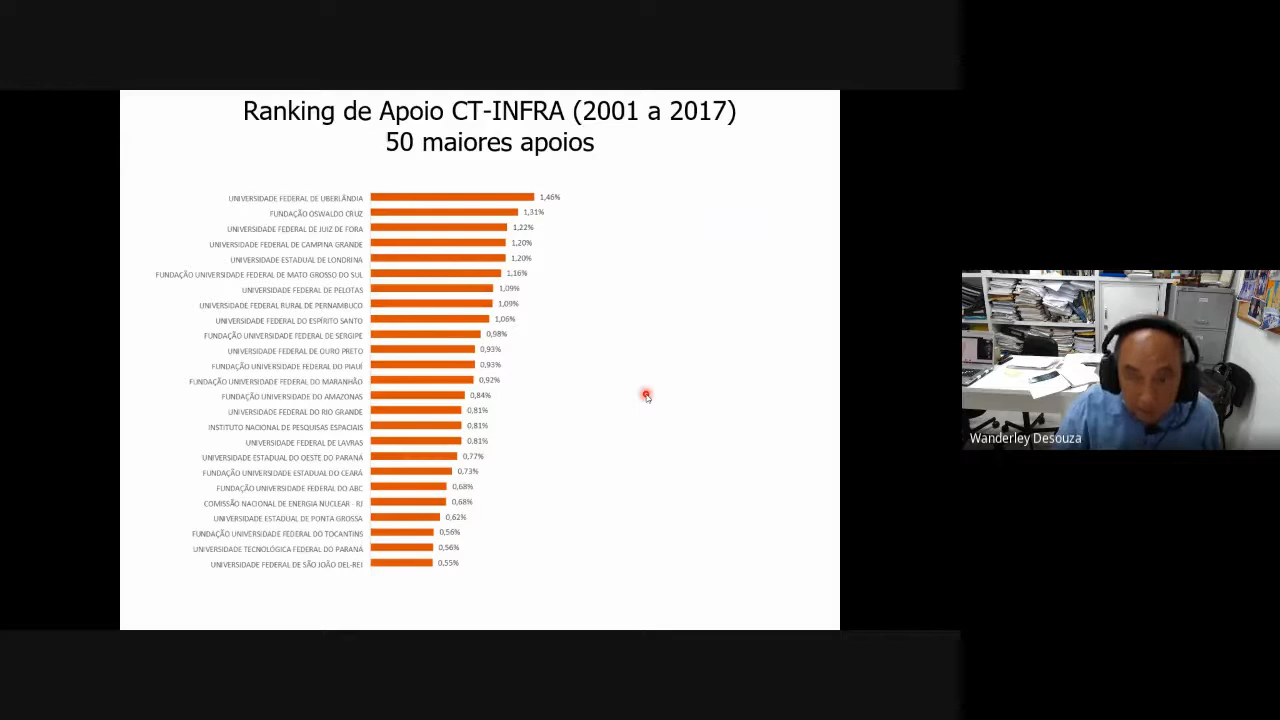 Ranking de Apoio CT-INFRA (2001 a 2017)
50 maiores apoios
UNIVERSIDADE FEDERAL DE UBERLÂNDIA 1,46%
FUNDAÇÃO OSWALDO CRUZ 1,31%
UNIVERSIDADE FEDERAL DE JUIZ DE FORA 1,22%
UNIVERSIDADE FEDERAL DE CAMPINA GRANDE 1,20%
UNIVERSIDADE ESTADUAL DE LONDRINA 1,20%
FUNDAÇÃO UNIVERSIDADE FEDERAL DE MATO GROSSO DO SUL 1,16%
UNIVERSIDADE FEDERAL DE PELOTAS 1,09%
UNIVERSIDADE FEDERAL RURAL DE PERNAMBUCO 1,09%
UNIVERSIDADE FEDERAL DO ESPÍRITO SANTO 1,06%
FUNDAÇÃO UNIVERSIDADE FEDERAL DE SERGIPE 0,98%
UNIVERSIDADE FEDERAL DE OURO PRETO 0,93%
FUNDAÇÃO UNIVERSIDADE FEDERAL DO PIAUÍ 0,93%
FUNDAÇÃO UNIVERSIDADE FEDERAL DO MARANHÃO 0,92%
FUNDAÇÃO UNIVERSIDADE DO AMAZONAS 0,84%
UNIVERSIDADE FEDERAL DO RIO GRANDE 0,81%
INSTITUTO NACIONAL DE PESQUISAS ESPACIAIS 0,81%
UNIVERSIDADE FEDERAL DE LAVRAS 0,81%
UNIVERSIDADE ESTADUAL DO OESTE DO PARANÁ 0,77%
FUNDAÇÃO UNIVERSIDADE ESTADUAL DO CEARÁ 0,73%
FUNDAÇÃO UNIVERSIDADE FEDERAL DO ABC 0,68%
COMISSÃO NACIONAL DE ENERGIA NUCLEAR - RJ 0,68%
UNIVERSIDADE ESTADUAL DE PONTA GROSSA 0,62%
FUNDAÇÃO UNIVERSIDADE FEDERAL DO TOCANTINS 0,56%
UNIVERSIDADE TECNOLÓGICA FEDERAL DO PARANÁ 0,56%
UNIVERSIDADE FEDERAL DE SÃO JOÃO DEL-REI 0,55%
Wanderley Desouza